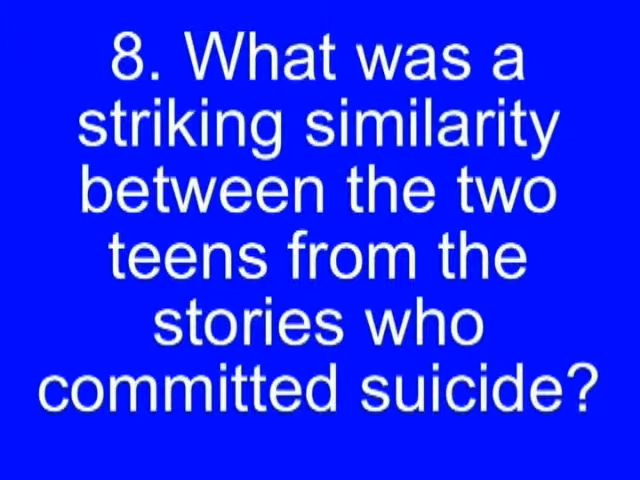 8. What was a
striking similarity
between the two
teens from the
stories who
committed suicide?